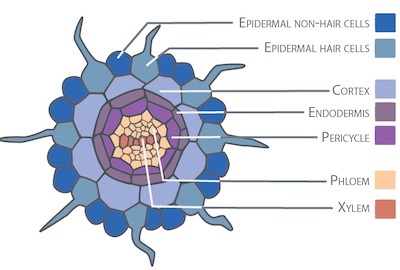 Epidermal non-hair cells
Epidermal hair cells
Cortex
Endodermis
Pericycle
Phloem
Xylem